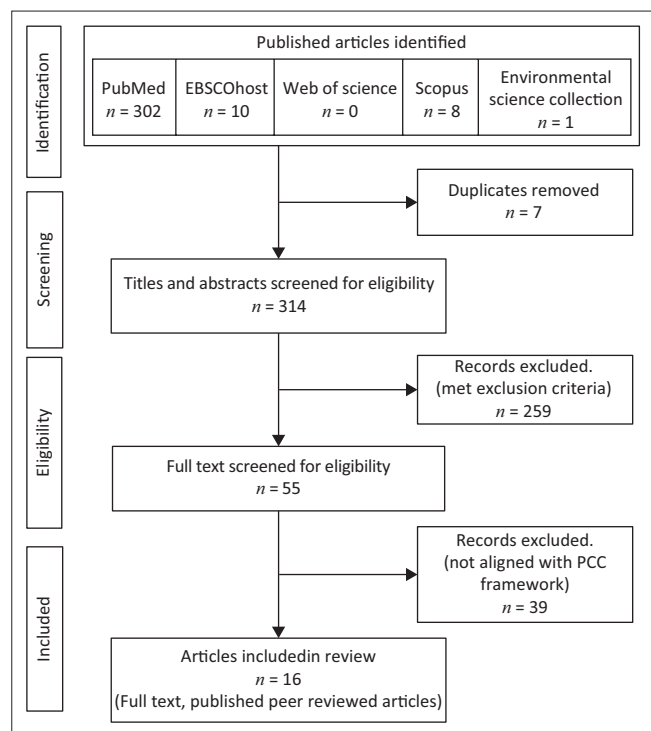 Identification
Published articles identified
PubMed
n = 302
EBSCOhost
n = 10
Web of science
n = 0
Scopus
n = 8
Environmental
science collection
n = 1
Duplicates removed
n = 7
Screening
Titles and abstracts screened for eligibility
n = 314
Records excluded.
(met exclusion criteria)
n = 259
Eligibility
Full text screened for eligibility
n = 55
Records excluded.
(not aligned with PCC
framework)
n = 39
Included
Articles includedin review
n = 16
(Full text, published peer reviewed articles)